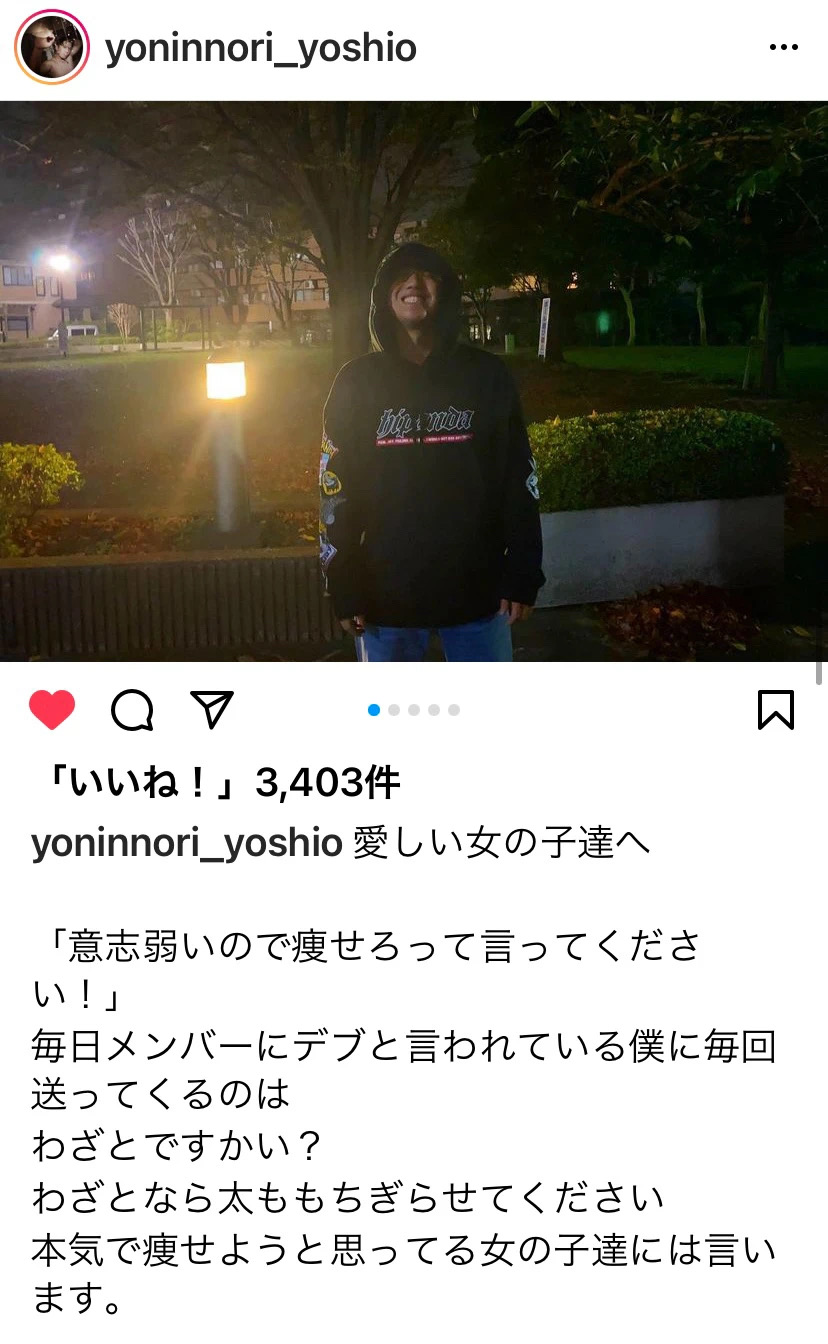 yoninnori_yoshio
hipanda
「いいね！」3,403件
yoninnori_yoshio 愛しい女の子達へ
「意志弱いので痩せろって言ってくださ
い！」
毎日メンバーにデブと言われている僕に毎回
送ってくるのは
わざとですかい？
わざとなら太ももちぎらせてください
本気で痩せようと思ってる女の子達には言い
ます。